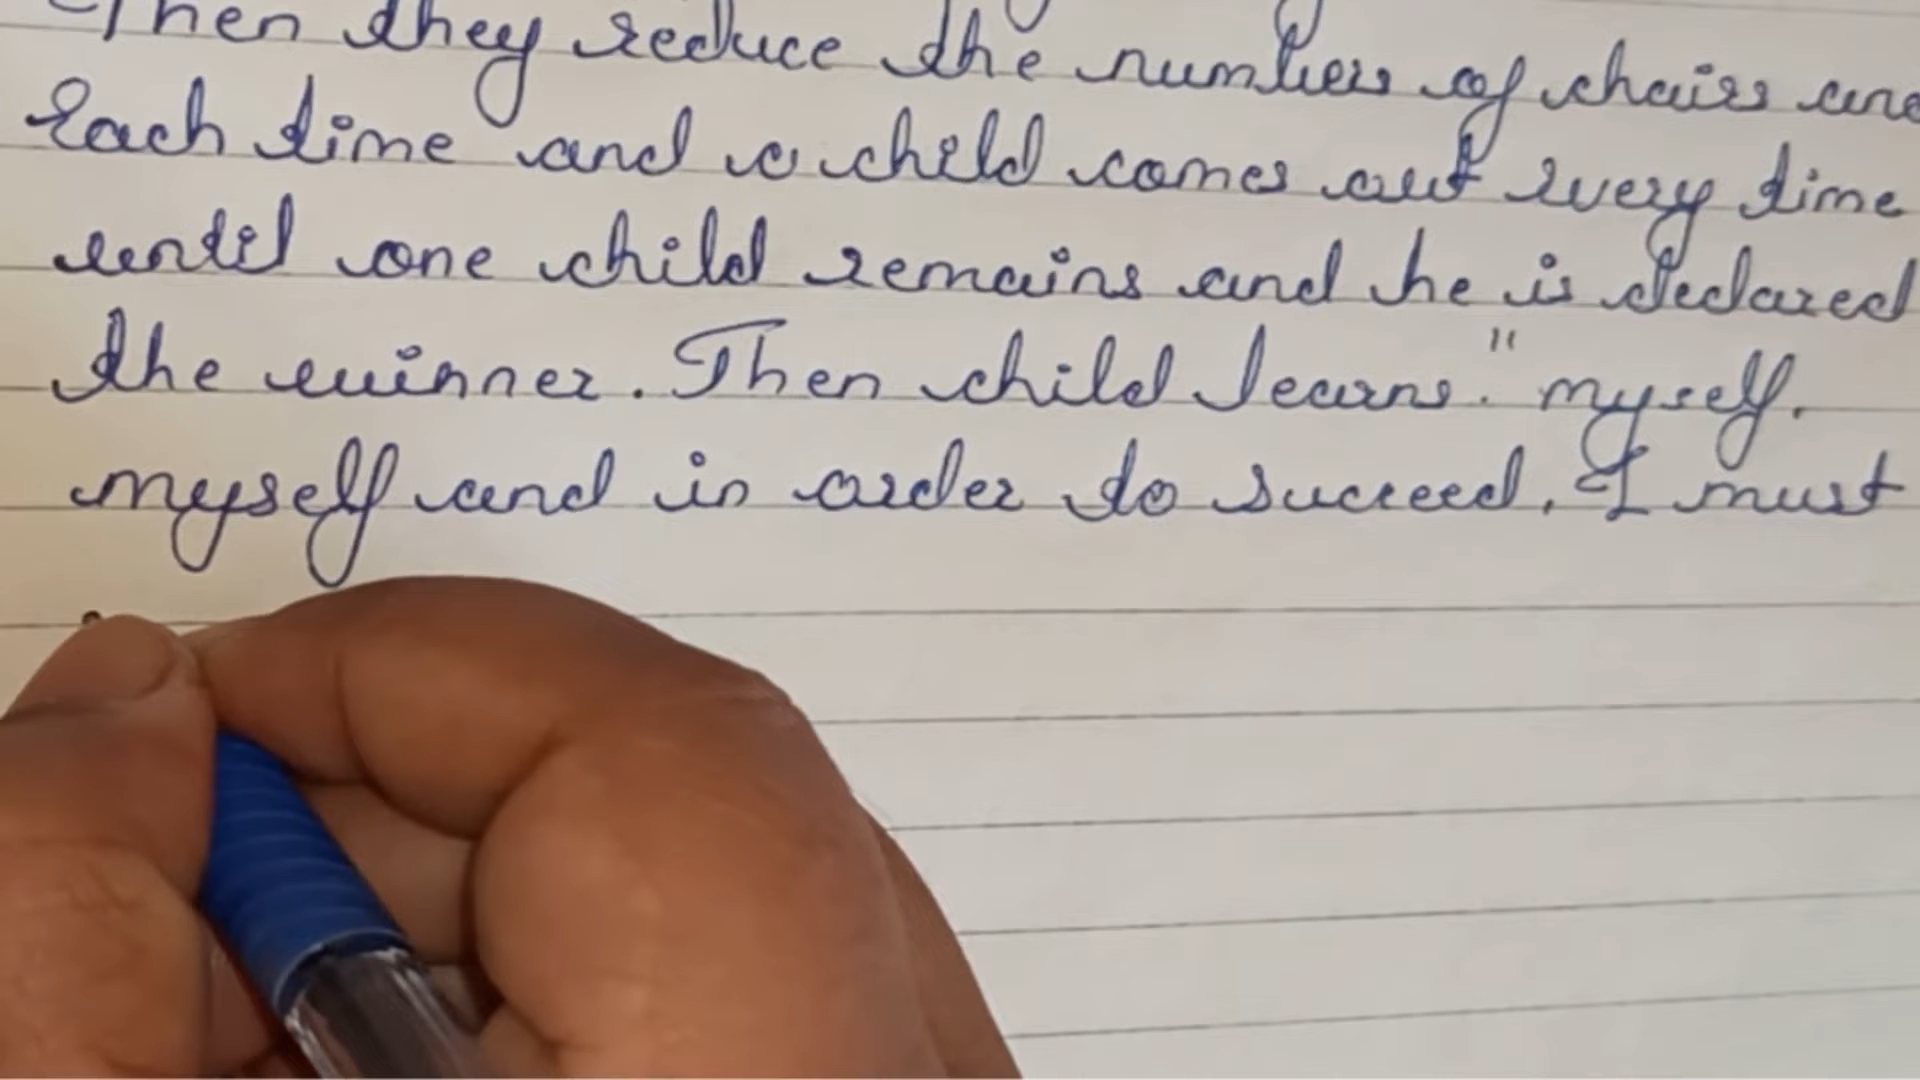 Then they reduce the numbers of chairs and
Each time and a child comes out every time
until one child remains and he is declared
the winner. Then child learns. " myself.
myself and in order to succeed, I must